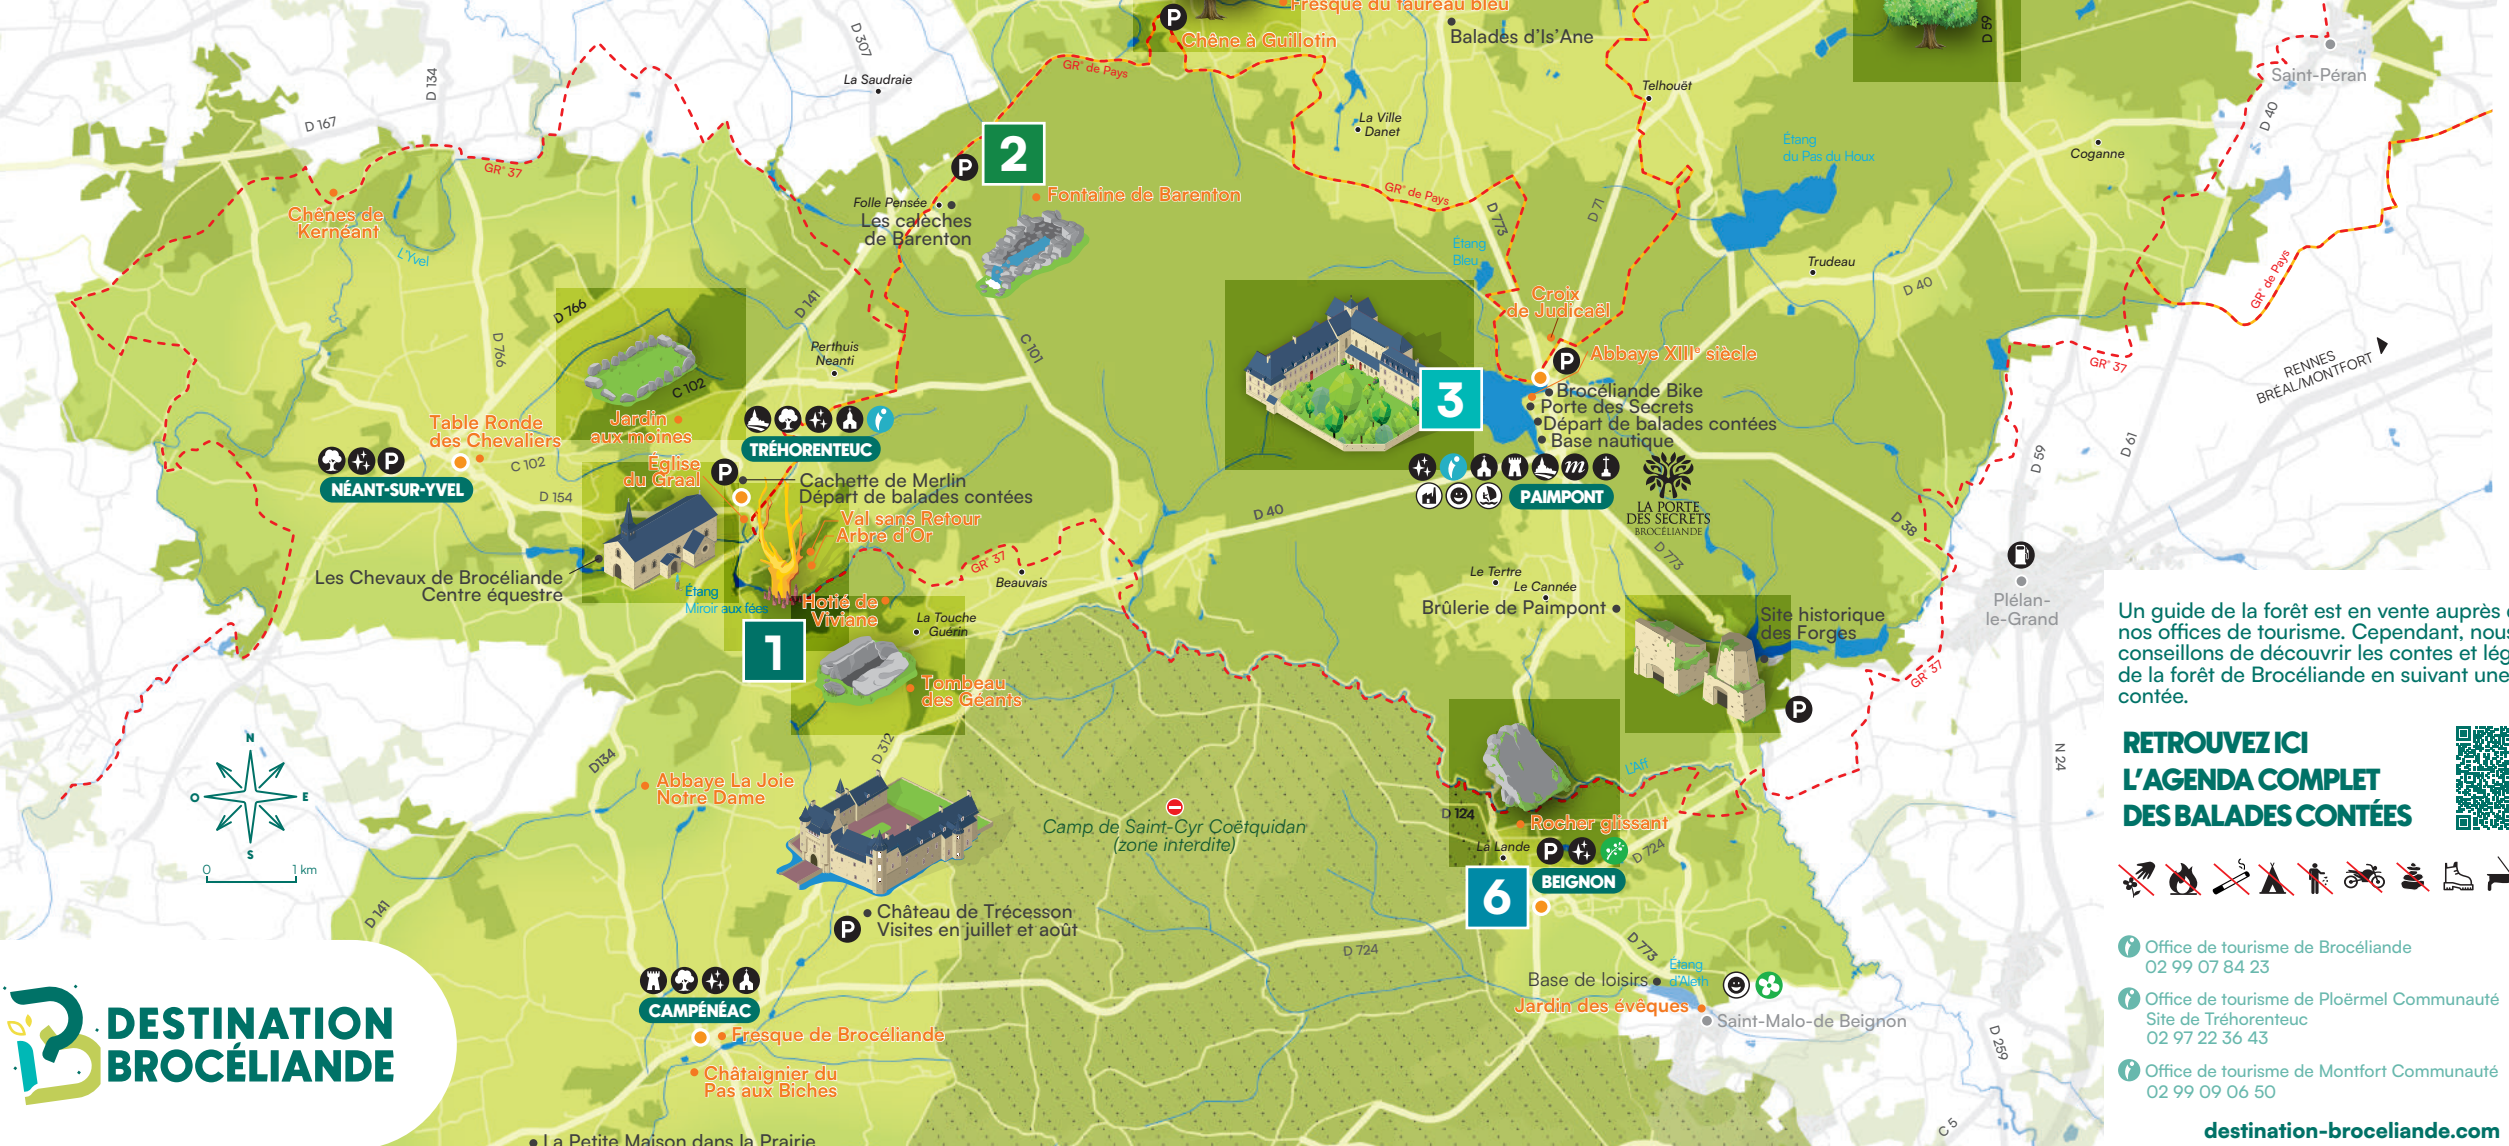 Fresque du taureau bleu
Chêne à Guillotin
Balades d'Is'Ane
D 59
D 307
D 134
La Saudraie
GR® de Pays
Saint-Péran
Telhouët
D 40
D 167
La Ville
Danet
2
Étang
du Pas du Houx
Coganne
GR® 37
Chênes de
Kernéant
L'Yvel
Folle Pensée
Les calèches
de Barenton
Fontaine de Barenton
GR® de Pays
D 773
D 71
Étang
Bleu
Trudeau
D 40
GR® de Pays
D 766
D 141
Croix
de Judicaël
D 766
Perthuis
Neanti
C 101
Abbaye XIIIe siècle
GR® 37
RENNES
BRÉAL/MONTFORT
C 102
3
Brocéliande Bike
Porte des Secrets
Départ de balades contées
Base nautique
Table Ronde
des Chevaliers
Jardin
aux moines
TRÉHORENTEUC
C 102
NÉANT-SUR-YVEL
D 154
Église
du Graal
Cachette de Merlin
Départ de balades contées
Val sans Retour
Arbre d'Or
PAIMPONT
LA PORTE
DES SECRETS
BROCÉLIANDE
D 40
D 38
D 59
D 61
D 773
Les Chevaux de Brocéliande
Centre équestre
Étang
Miroir aux fées
GR® 37
Beauvais
Le Tertre
Le Cannée
Brûlerie de Paimpont
Hotié de
Viviane
La Touche
Guérin
1
Site historique
des Forges
Plélan-
le-Grand
Tombeau
des Géants
GR® 37
N 24
Un guide de la forêt est en vente auprès
nos offices de tourisme. Cependant, nous
conseillons de découvrir les contes et lég
de la forêt de Brocéliande en suivant une
contée.
RETROUVEZ ICI
L'AGENDA COMPLET
DES BALADES CONTÉES
N
O
E
S
0
1 km
D134
D 312
Abbaye La Joie
Notre Dame
L'Aff
Camp de Saint-Cyr Coëtquidan
(zone interdite)
D 124
Rocher glissant
La Lande
D 724
BEIGNON
6
D 141
Château de Trécesson
Visites en juillet et août
D 724
D 773
Base de loisirs
Étang
d'Aleth
Jardin des évêques
Saint-Malo-de Beignon
D 259
CAMPÉNÉAC
Fresque de Brocéliande
Châtaignier du
Pas aux Biches
La Petite Maison dans la Prairie
C 5
DESTINATION
BROCÉLIANDE
Office de tourisme de Brocéliande
02 99 07 84 23
Office de tourisme de Ploërmel Communauté
Site de Tréhorenteuc
02 97 22 36 43
Office de tourisme de Montfort Communauté
02 99 09 06 50
destination-broceliande.com